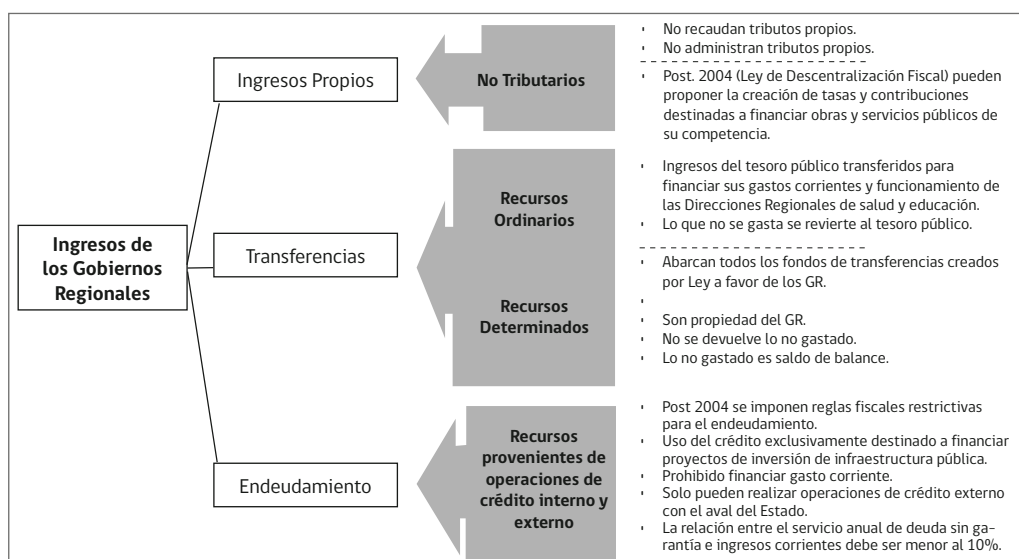 Ingresos de
los Gobiernos
Regionales
Ingresos Propios
No Tributarios
' No recaudan tributos propios.
' No administran tributos propios.
' Post. 2004 (Ley de Descentralización Fiscal) pueden
proponer la creación de tasas y contribuciones
destinadas a financiar obras y servicios públicos de
su competencia.
Transferencias
Recursos
Ordinarios
' Ingresos del tesoro público transferidos para
financiar sus gastos corrientes y funcionamiento de
las Direcciones Regionales de salud y educación.
' Lo que no se gasta se revierte al tesoro público.
Recursos
Determinados
' Abarcan todos los fondos de transferencias creados
por Ley a favor de los GR.
'
' Son propiedad del GR.
' No se devuelve lo no gastado.
' Lo no gastado es saldo de balance.
Endeudamiento
Recursos
provenientes de
operaciones de
crédito interno y
externo
' Post 2004 se imponen reglas fiscales restrictivas
para el endeudamiento.
' Uso del crédito exclusivamente destinado a financiar
proyectos de inversión de infraestructura pública.
' Prohibido financiar gasto corriente.
' Solo pueden realizar operaciones de crédito externo
con el aval del Estado.
' La relación entre el servicio anual de deuda sin ga-
rantía e ingresos corrientes debe ser menor al 10%.